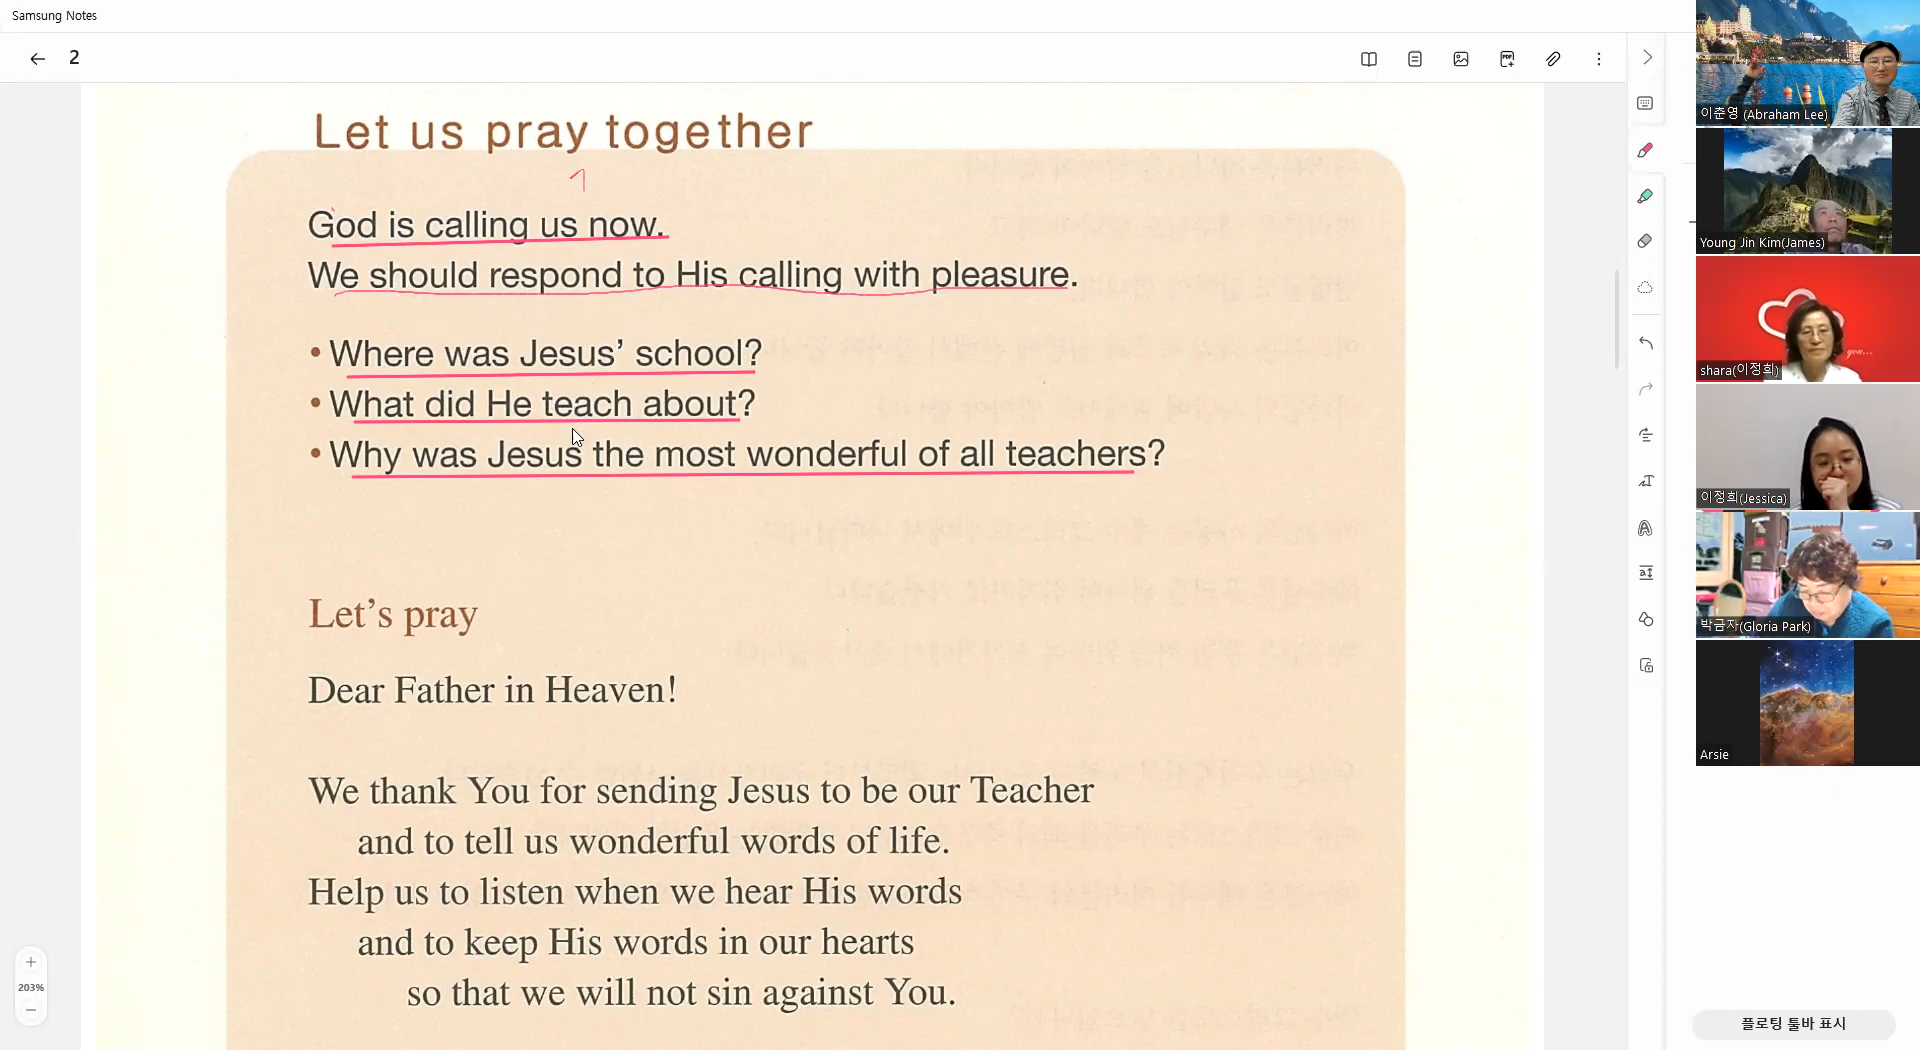 Samsung Notes
2
Let us pray together
1
God is calling us now.
We should respond to His calling with pleasure.
• Where was Jesus’ school?
• What did He teach about?
• Why was Jesus the most wonderful of all teachers?
Let’s pray
Dear Father in Heaven!
We thank You for sending Jesus to be our Teacher
and to tell us wonderful words of life.
Help us to listen when we hear His words
and to keep His words in our hearts
so that we will not sin against You.
203%
이춘영 (Abraham Lee)
Young Jin Kim(James)
you...
shara(이정희)
이정희(Jessica)
박금자(Gloria Park)
Arsie
플로팅 툴바 표시